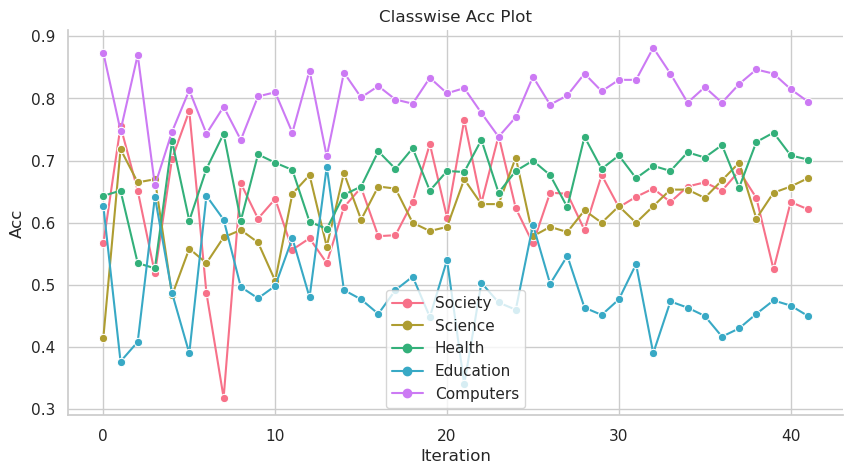 Classwise Acc Plot
Acc
0.9
0.8
0.7
0.6
0.5
0.4
0.3
Society
Science
Health
Education
Computers
0 10 20 30 40
Iteration